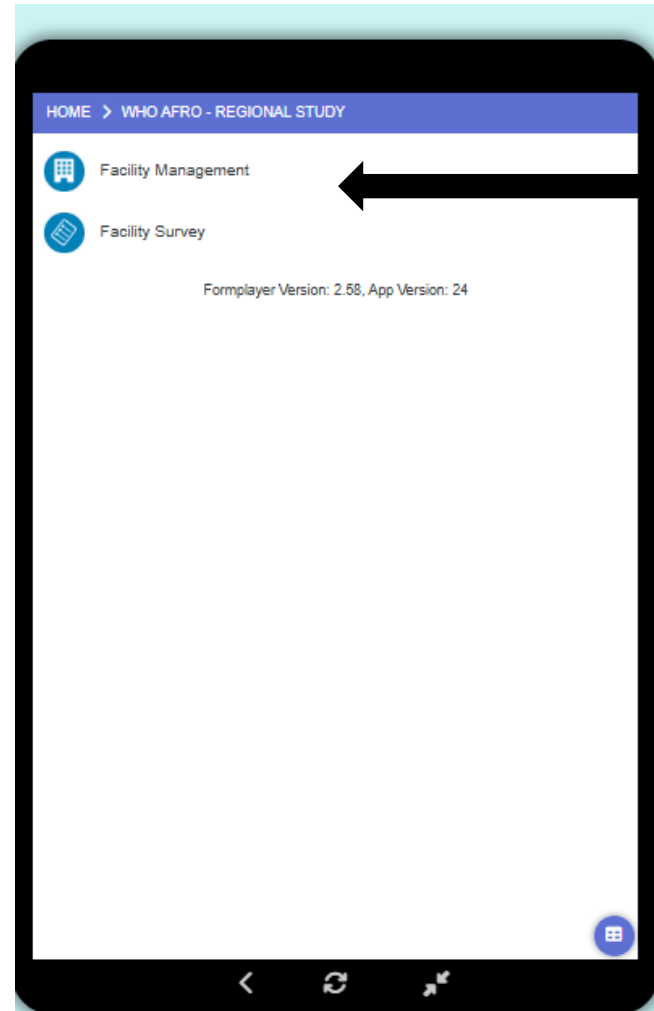 HOME > WHO AFRO - REGIONAL STUDY
Facility Management
Facility Survey
Formplayer Version: 2.58, App Version: 24